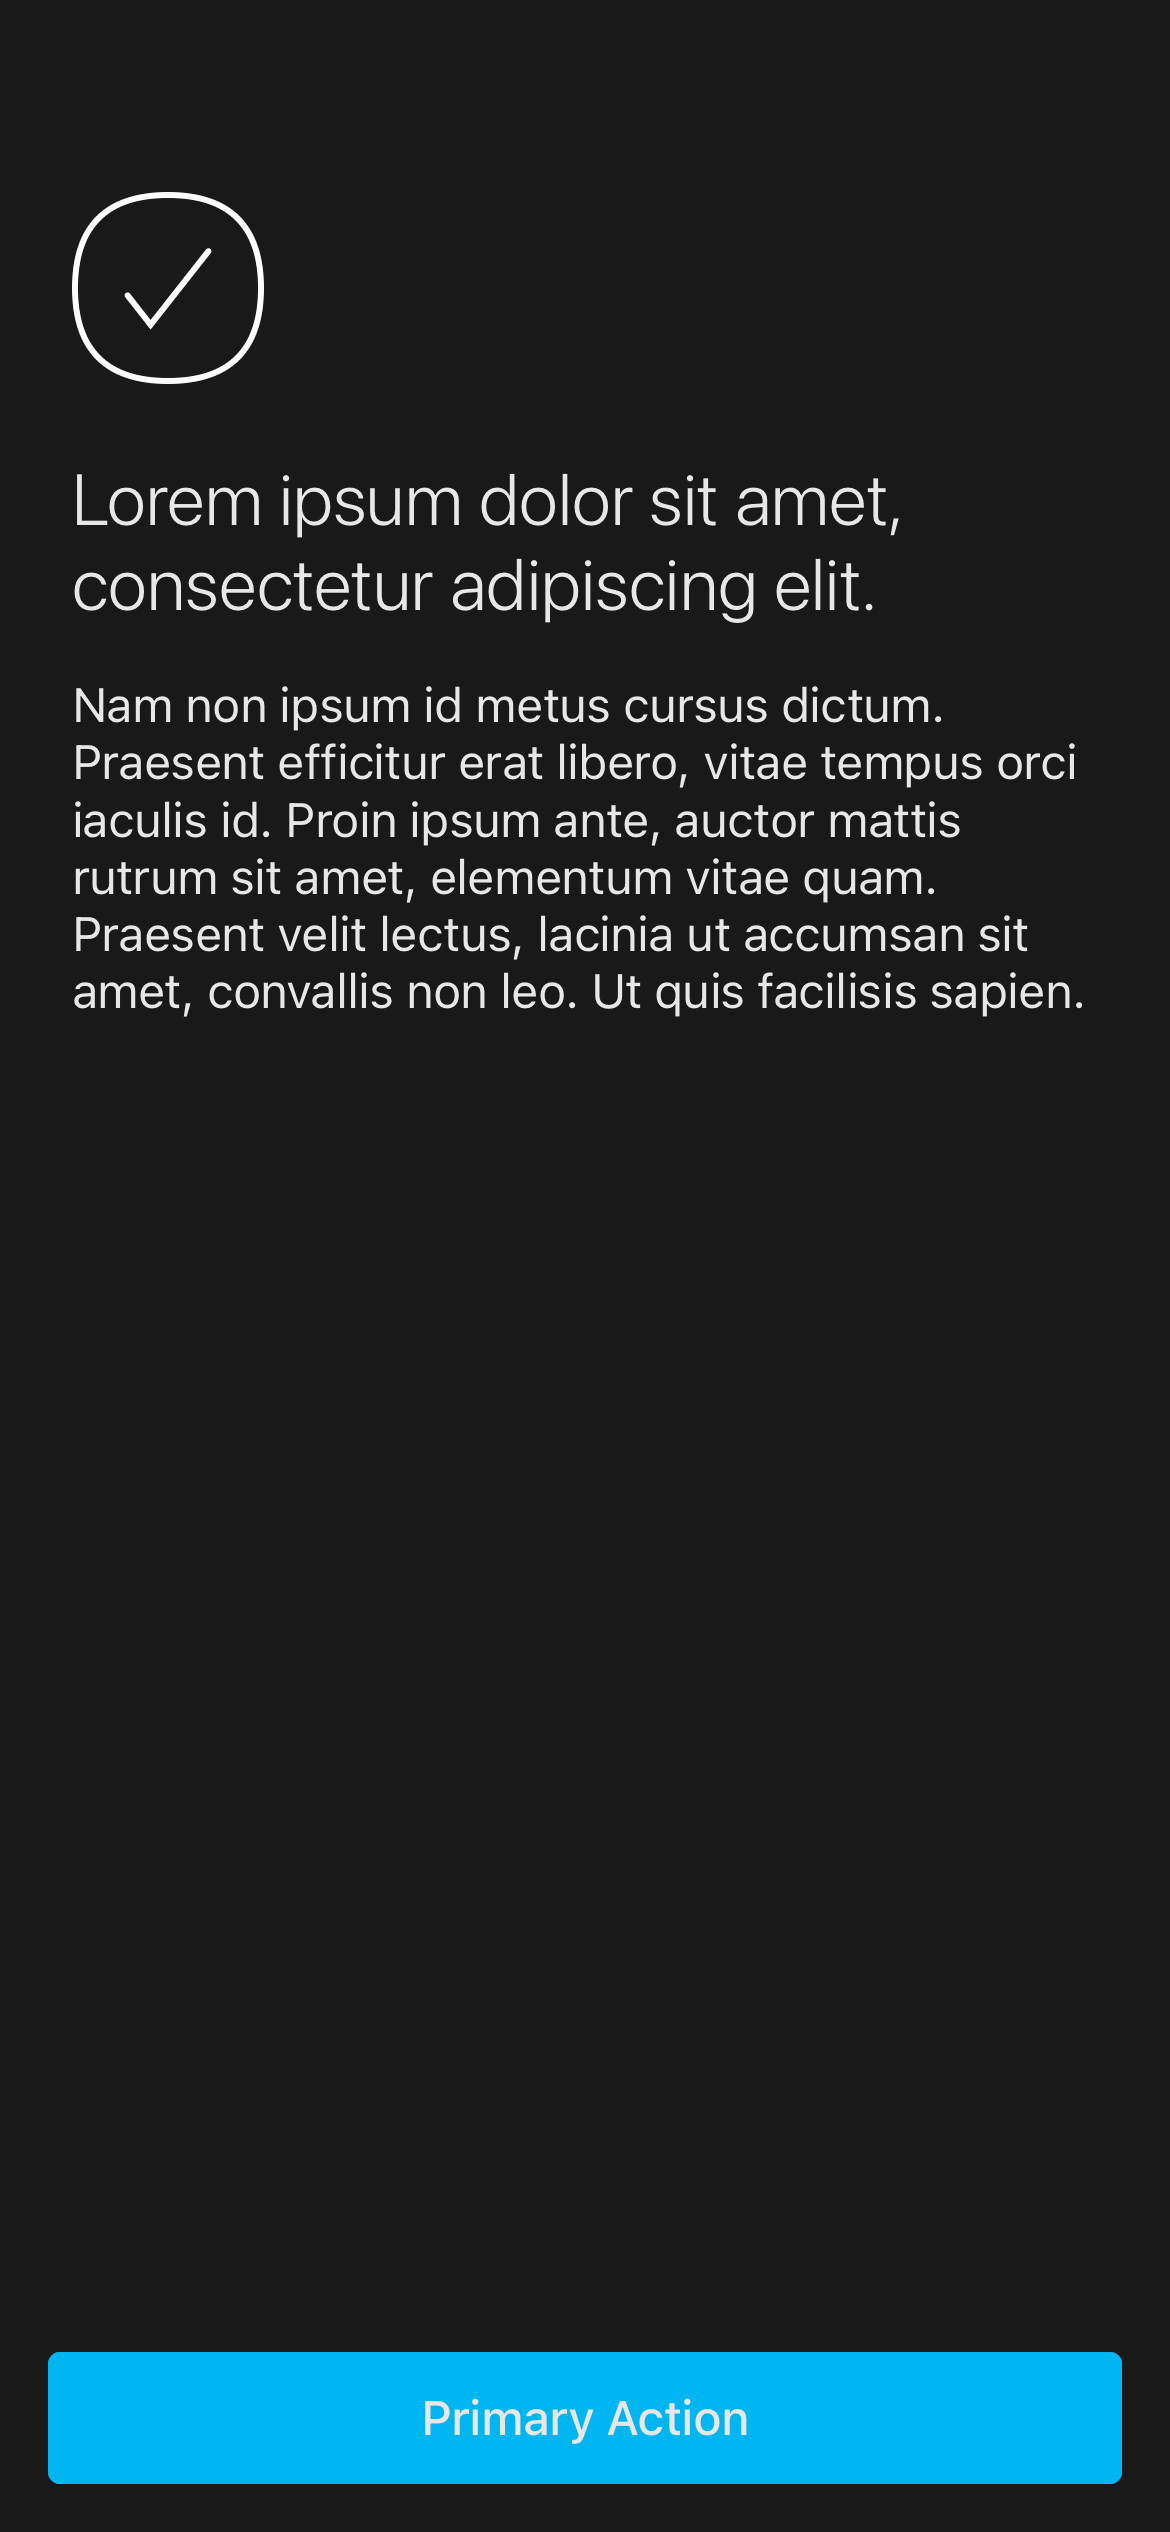 Lorem ipsum dolor sit amet,
consectetur adipiscing elit.
Nam non ipsum id metus cursus dictum.
Praesent efficitur erat libero, vitae tempus orci
iaculis id. Proin ipsum ante, auctor mattis
rutrum sit amet, elementum vitae quam.
Praesent velit lectus, lacinia ut accumsan sit
amet, convallis non leo. Ut quis facilisis sapien.
Primary Action